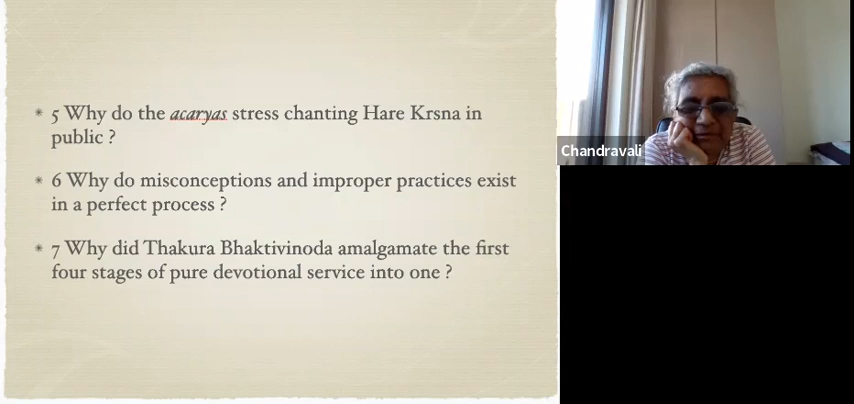 * 5 Why do the acaryas stress chanting Hare Krsna in
public ?
* 6 Why do misconceptions and improper practices exist
in a perfect process ?
* 7 Why did Thakura Bhaktivinoda amalgamate the first
four stages of pure devotional service into one ?
Chandravali